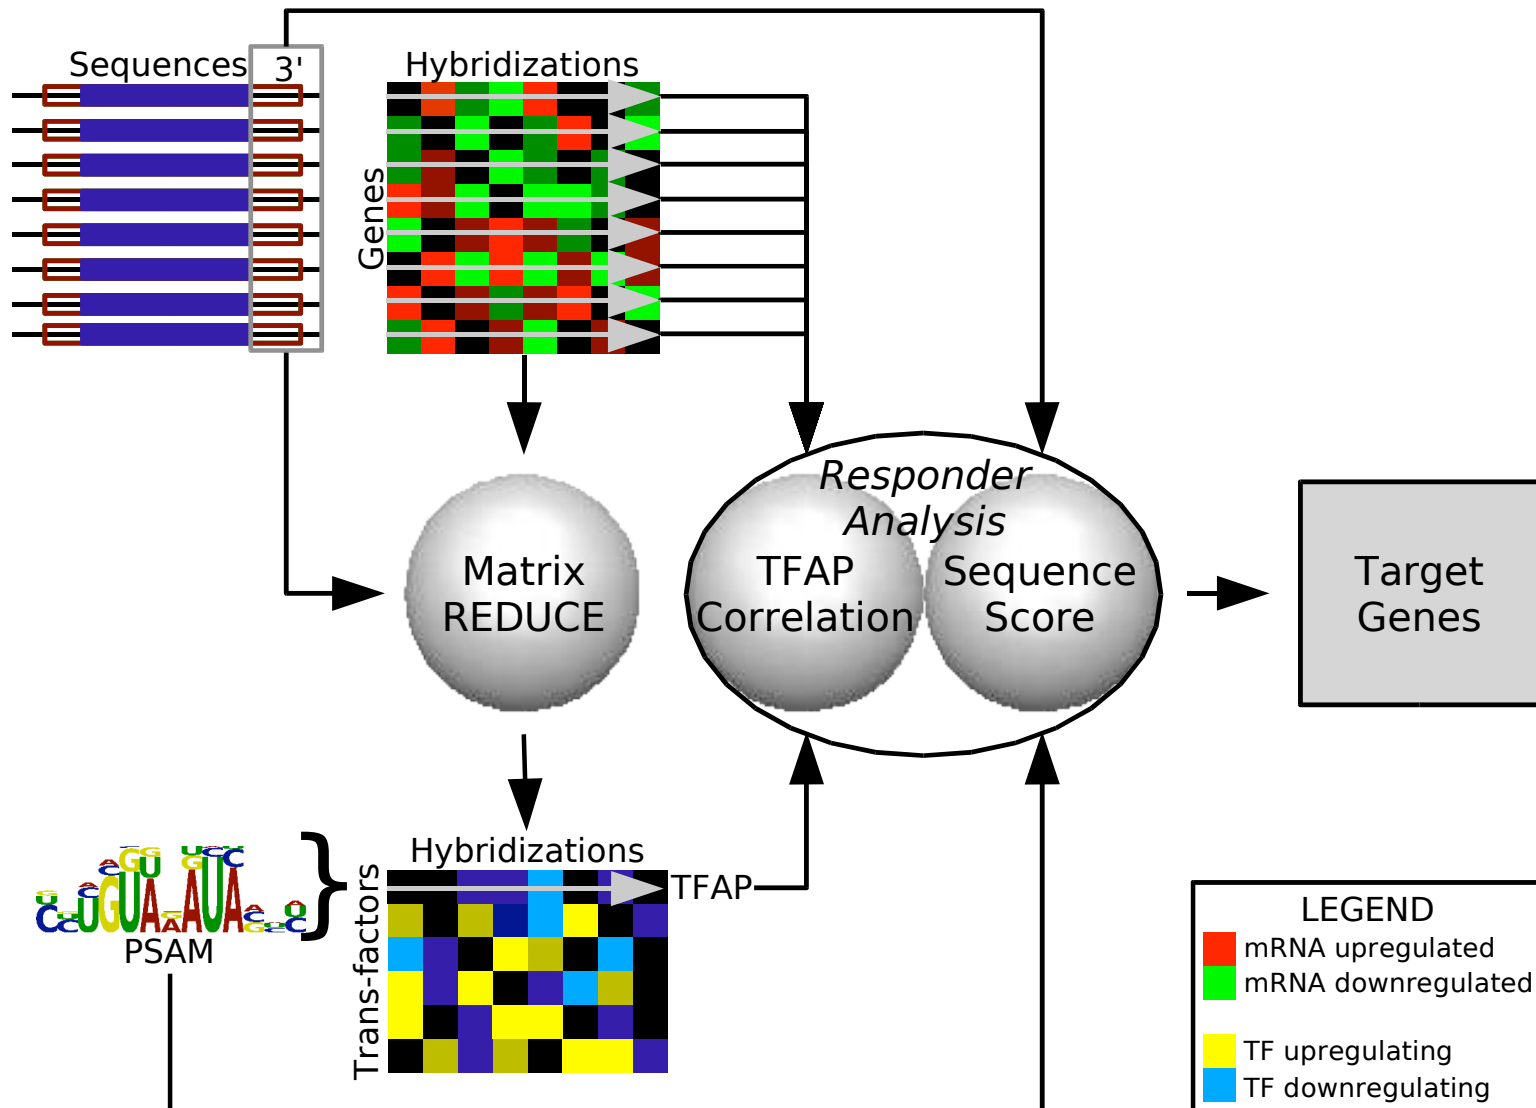 Sequences 3'
Hybridizations
Genes
Responder
Analysis
Matrix
REDUCE
TFAP
Correlation
Sequence
Score
Target
Genes
Hybridizations
Trans-factors
TFAP
PSAM
LEGEND
mRNA upregulated
mRNA downregulated
TF upregulating
TF downregulating